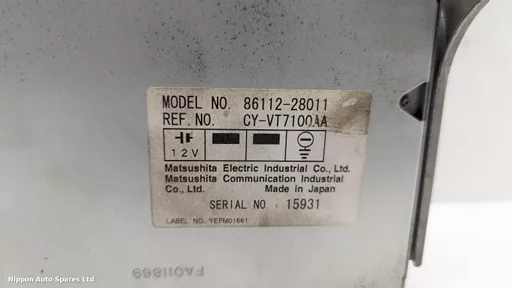 MODEL NO. 86112-28011
REF. NO. CY-VT7100AA
12V
Matsushita Electric Industrial Co., Ltd.
Matsushita Communication Industrial
Co., Ltd. Made in Japan
SERIAL NO. 15931
LABEL NO. YEFM01661
FA011869
Nippon Auto Spares Ltd